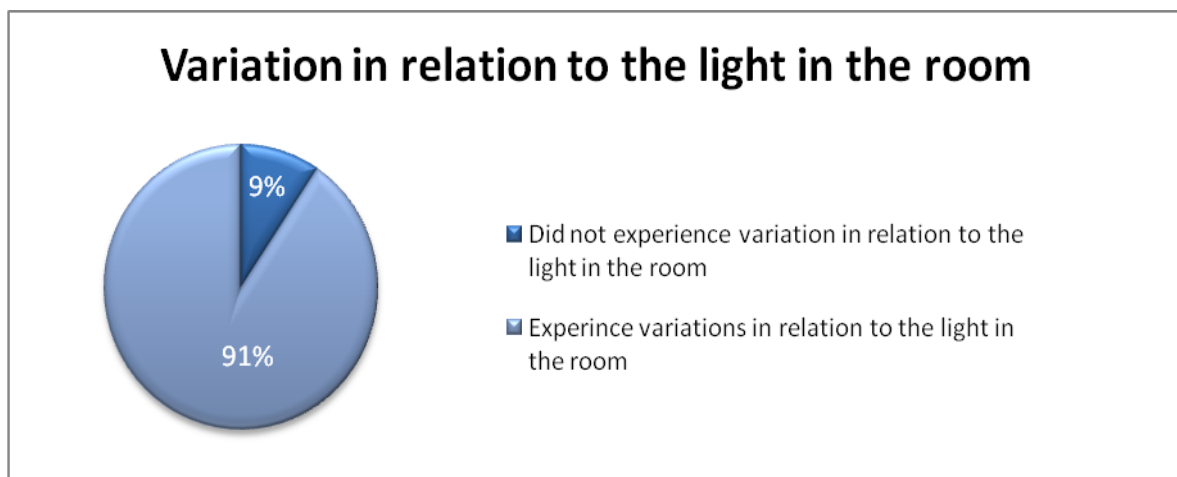 Variation in relation to the light in the room
9%
91%
Did not experience variation in relation to the
light in the room
Experince variations in relation to the light in
the room